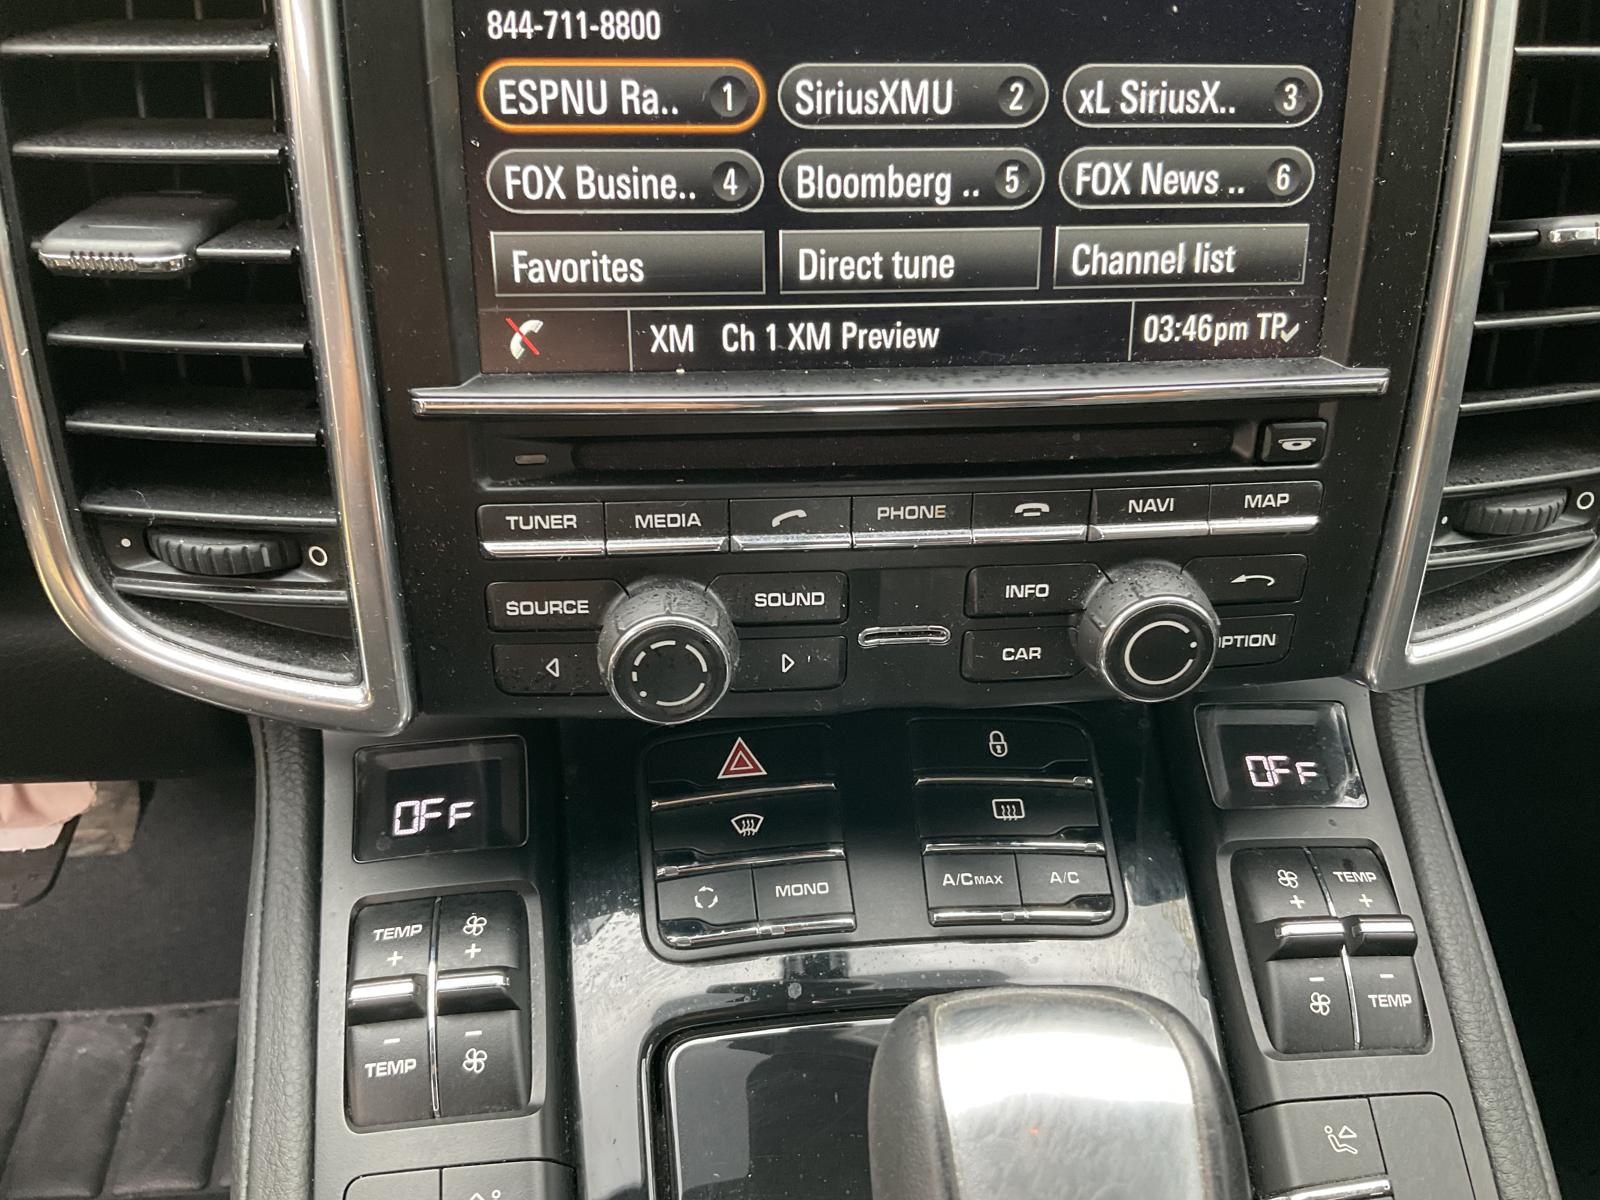 844-711-8800
ESPNU Ra.. 1 SiriusXMU 2 xL SiriusX.. 3
FOX Busine.. 4 Bloomberg .. 5 FOX News .. 6
Favorites Direct tune Channel list
XM Ch 1 XM Preview 03:46pm TP
TUNER MEDIA PHONE NAVI MAP
SOURCE SOUND INFO
CAR PTION
OFF OFF
MONO A/C MAX A/C
TEMP + + + TEMP +
- TEMP - - - TEMP